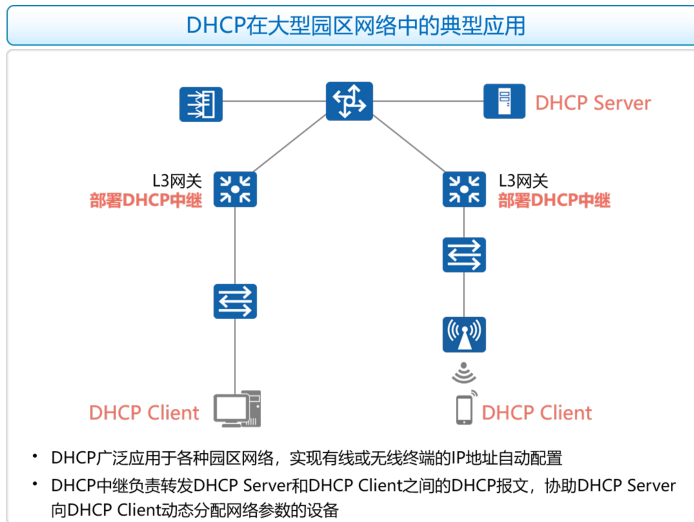 DHCP在大型园区网络中的典型应用
DHCP Server
L3网关
部署DHCP中继
L3网关
部署DHCP中继
DHCP Client
DHCP Client
• DHCP广泛应用于各种园区网络，实现有线或无线终端的IP地址自动配置
• DHCP中继负责转发DHCP Server和DHCP Client之间的DHCP报文，协助DHCP Server
向DHCP Client动态分配网络参数的设备